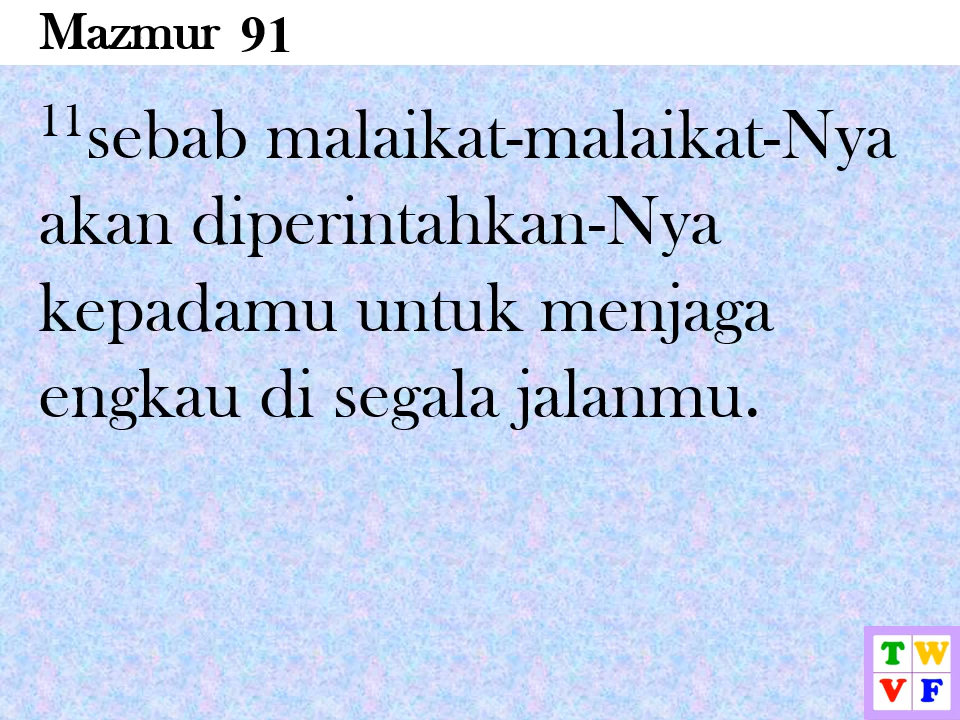 Mazmur 91
¹¹sebab malaikat-malaikat-Nya
akan diperintahkan-Nya
kepadamu untuk menjaga
engkau di segala jalanmu.
T W
V F